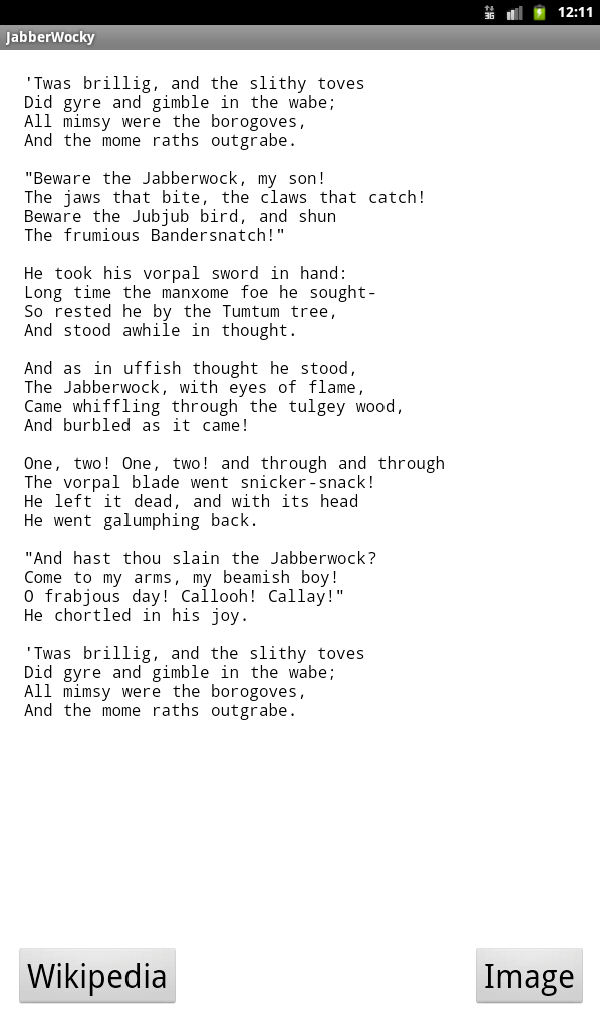 3G 12:11
JabberWocky
'Twas brillig, and the slithy toves
Did gyre and gimble in the wabe;
All mimsy were the borogoves,
And the mome raths outgrabe.
"Beware the Jabberwock, my son!
The jaws that bite, the claws that catch!
Beware the Jubjub bird, and shun
The frumious Bandersnatch!"
He took his vorpal sword in hand:
Long time the manxome foe he sought-
So rested he by the Tumtum tree,
And stood awhile in thought.
And as in uffish thought he stood,
The Jabberwock, with eyes of flame,
Came whiffling through the tulgey wood,
And burbled as it came!
One, two! One, two! and through and through
The vorpal blade went snicker-snack!
He left it dead, and with its head
He went galumphing back.
"And hast thou slain the Jabberwock?
Come to my arms, my beamish boy!
O frabjous day! Callooh! Callay!"
He chortled in his joy.
'Twas brillig, and the slithy toves
Did gyre and gimble in the wabe;
All mimsy were the borogoves,
And the mome raths outgrabe.
Wikipedia Image